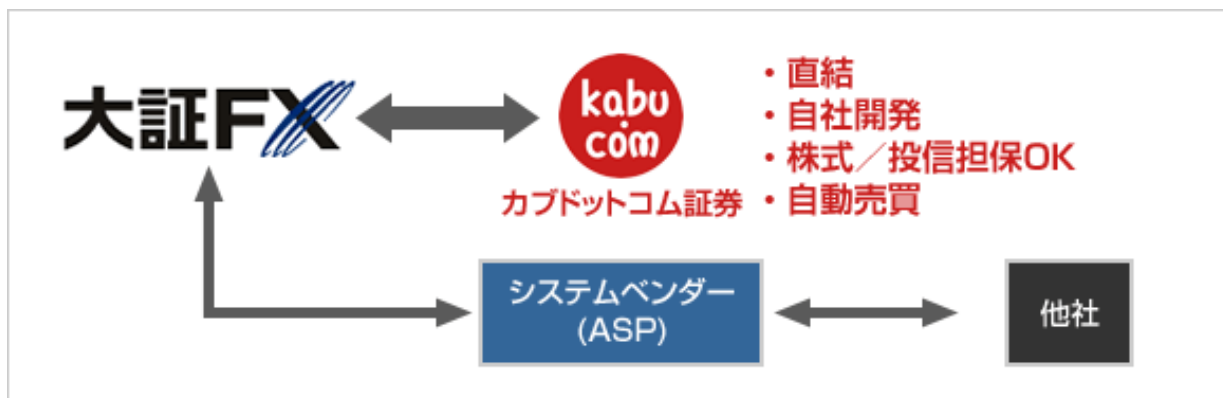 大証FX
kabu
.com
カブドットコム証券
・直結
・自社開発
・株式／投信担保OK
・自動売買
システムベンダー
(ASP)
他社